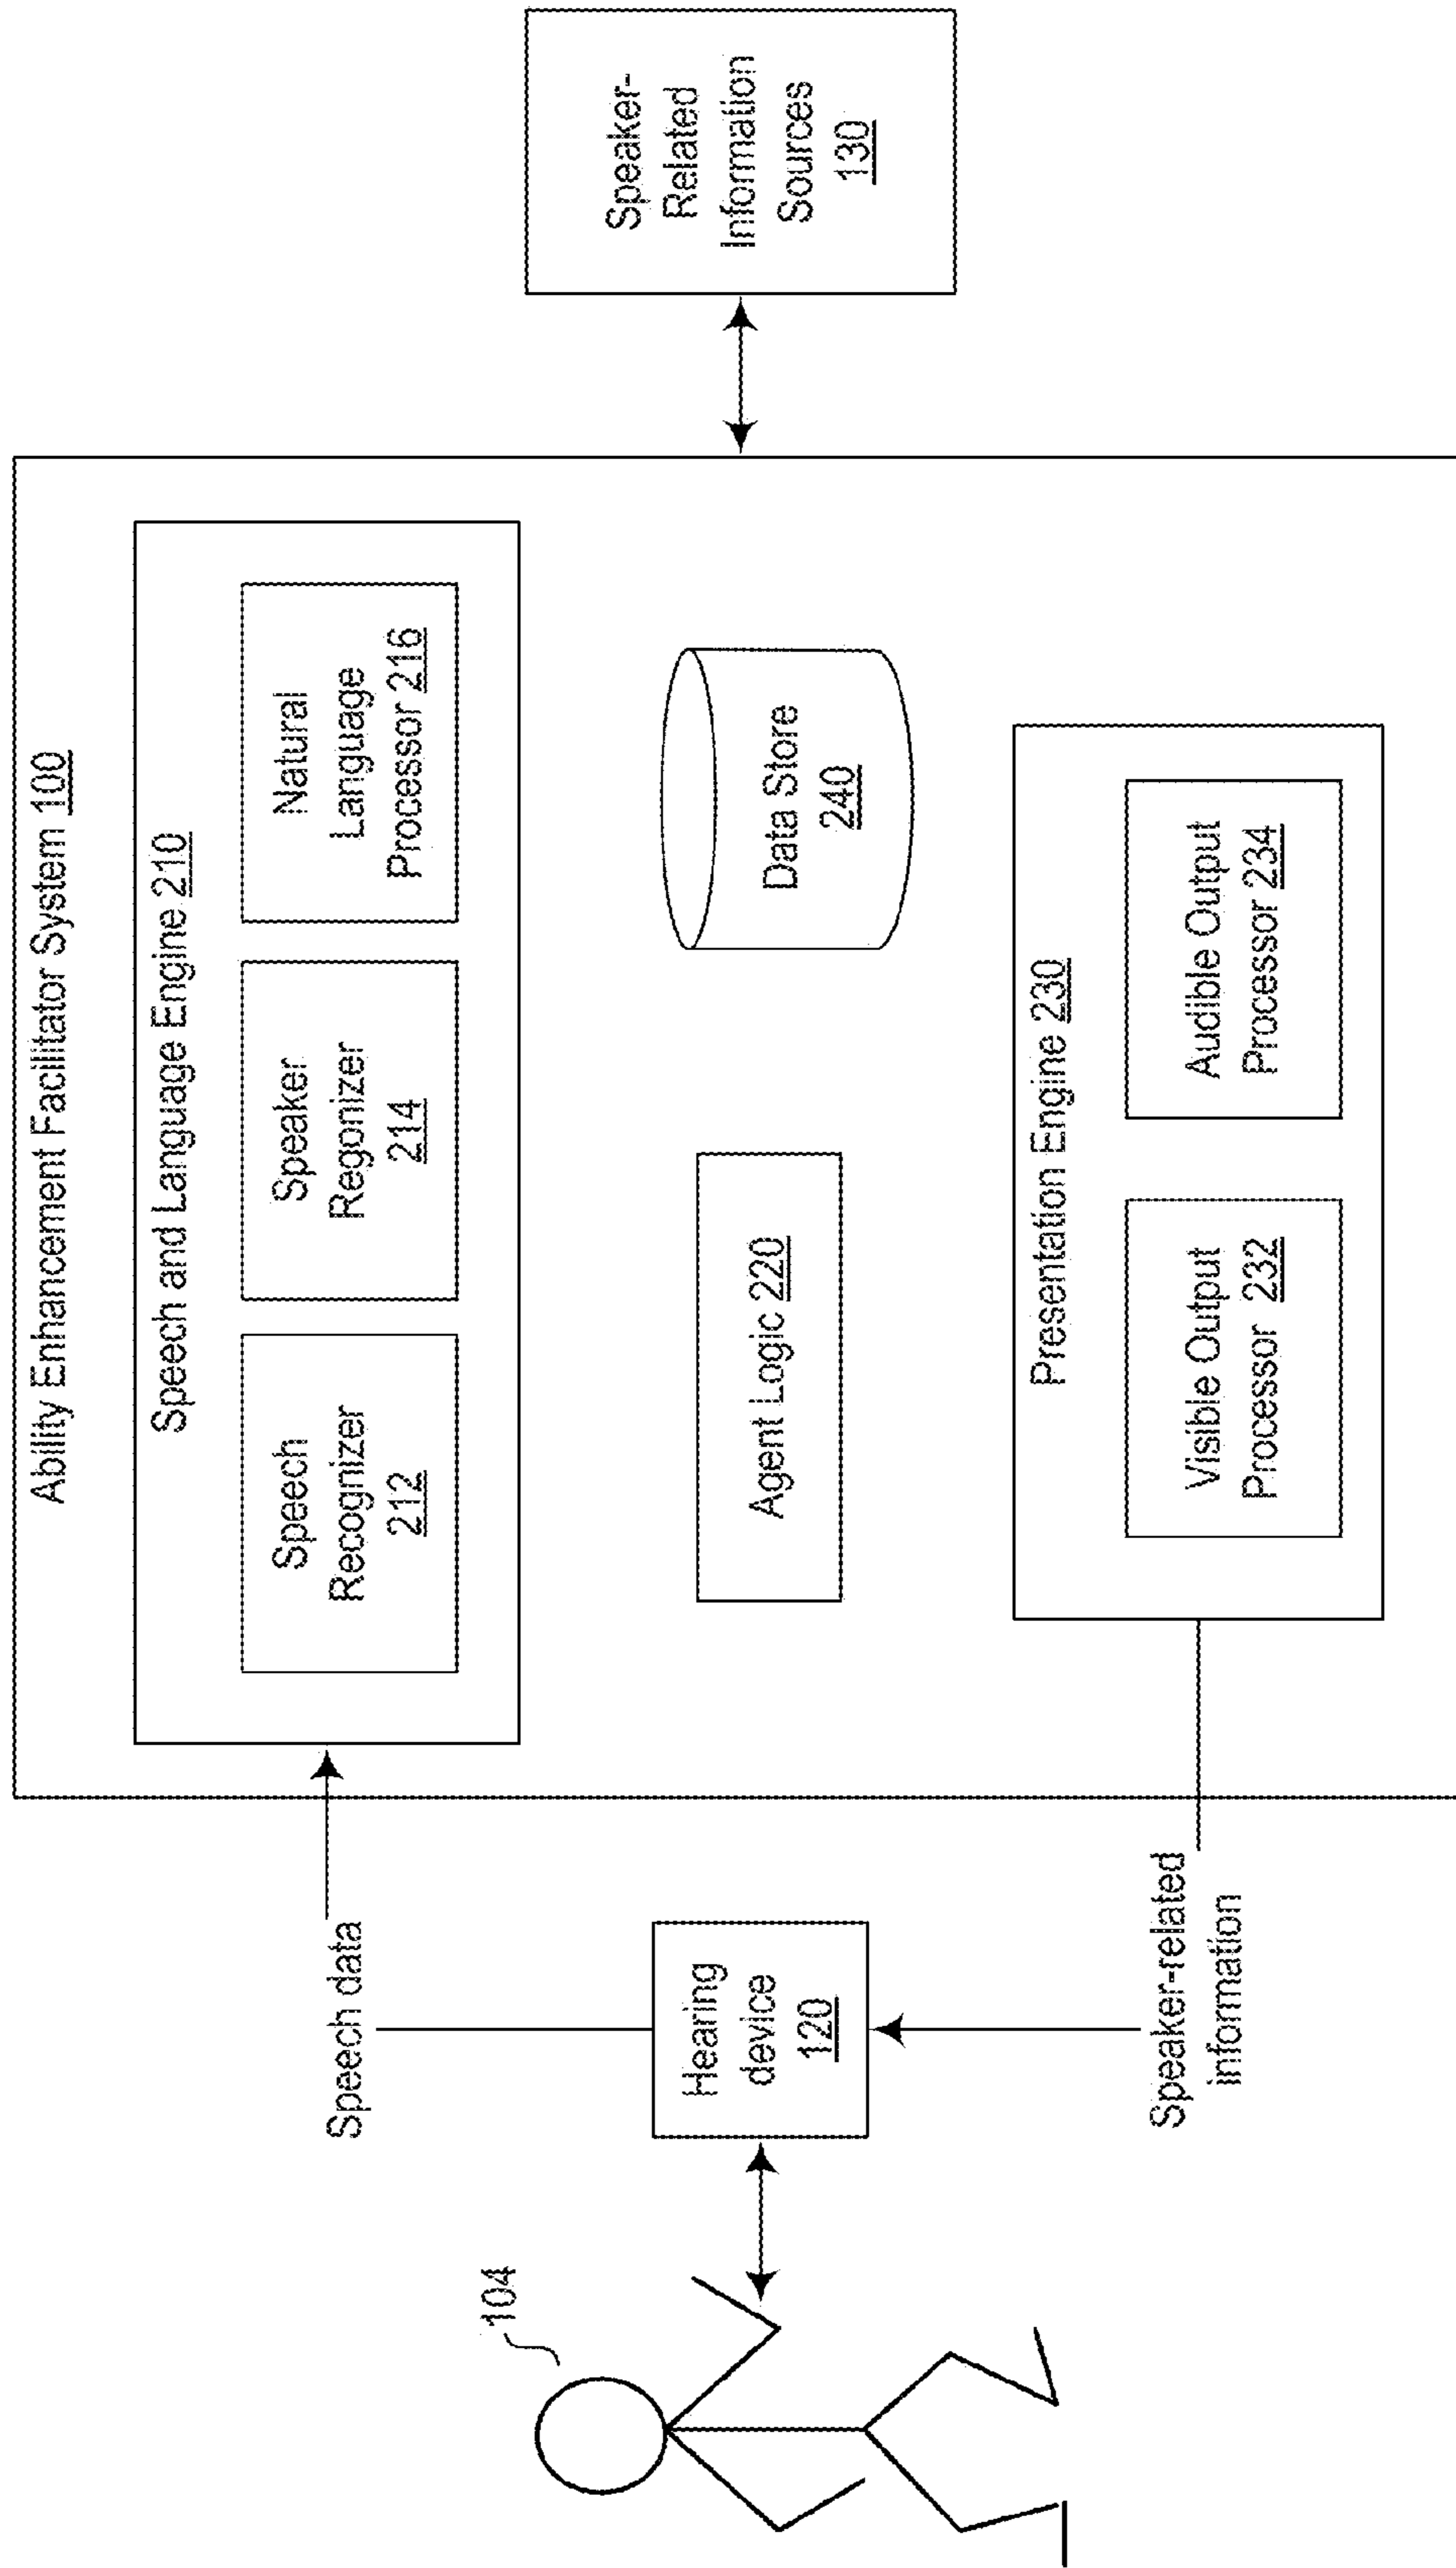 Ability Enhancement Facilitator System 100
Speech and Language Engine 210
Speech
Recognizer
212
Speaker
Regonizer
214
Natural
Language
Processor 216
Agent Logic 220
Data Store
240
Presentation Engine 230
Visible Output
Processor 232
Audible Output
Processor 234
Speech data
Hearing
device
120
Speaker-related
information
104
Speaker-
Related
Information
Sources
130